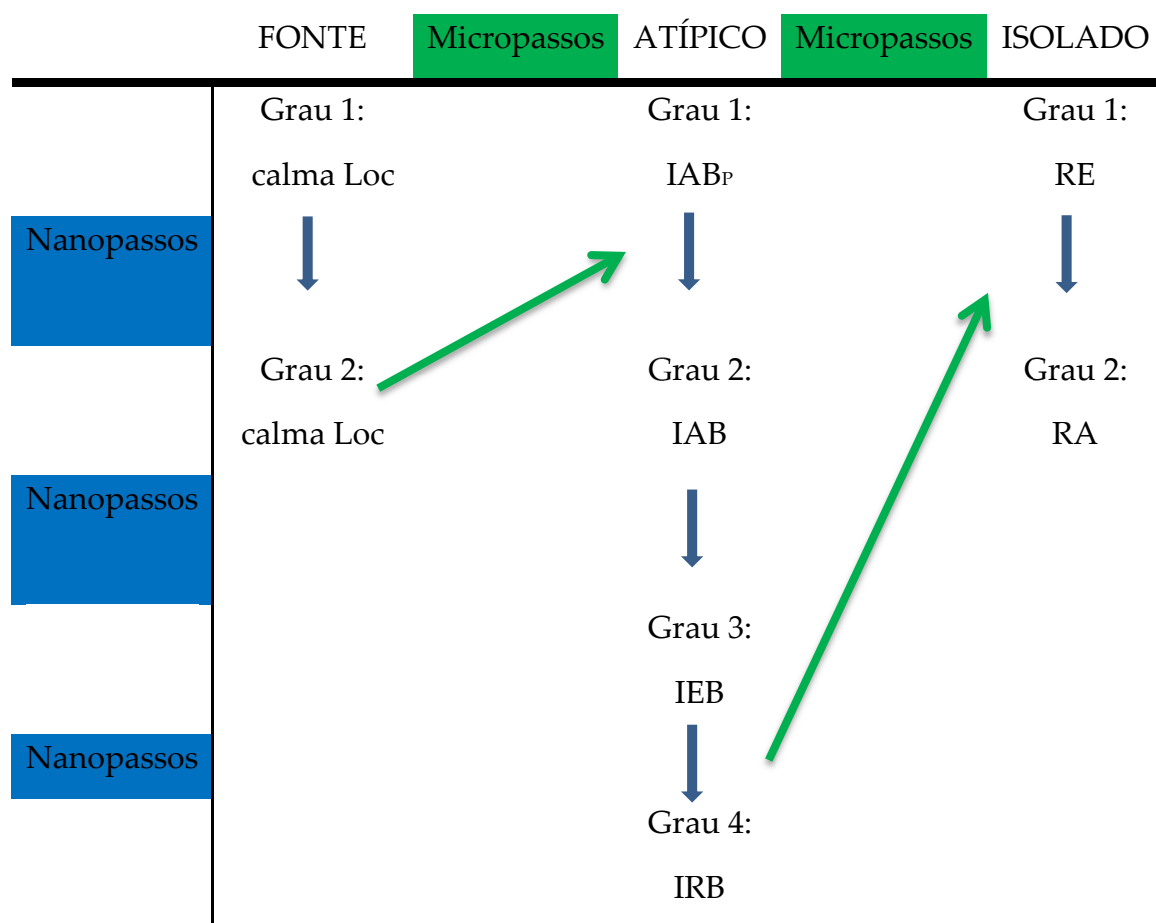 FONTE Micropassos ATÍPICO Micropassos ISOLADO
Grau 1: Grau 1: Grau 1:
calma Loc IABP RE
Nanopassos
Grau 2: Grau 2: Grau 2:
calma Loc IAB RA
Nanopassos
Grau 3:
IEB
Nanopassos
Grau 4:
IRB